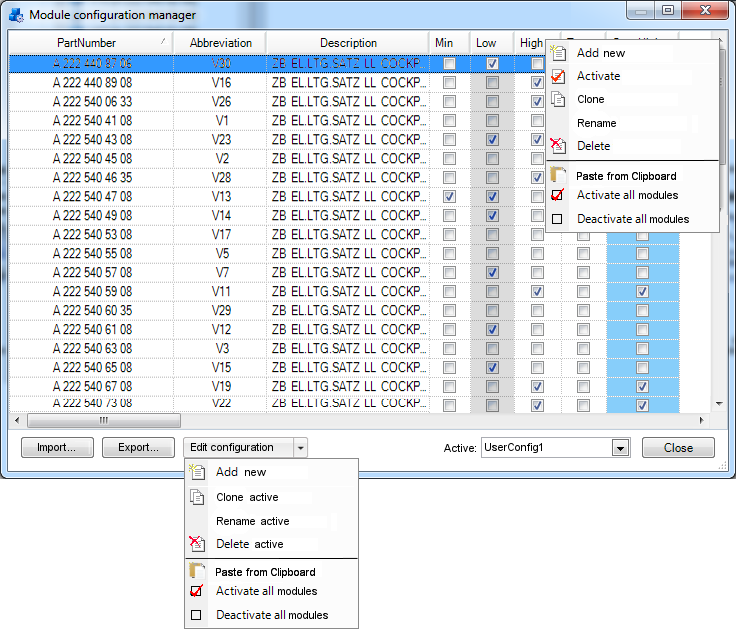 Module configuration manager
PartNumber Abbreviation Description Min Low High
A 222 440 87 06 V20 ZB EL.LTG.SATZ LL COCKP...
A 222 440 89 08 V16 ZB EL.LTG.SATZ LL COCKP...
A 222 540 06 33 V26 ZB EL.LTG.SATZ LL COCKP...
A 222 540 41 08 V1 ZB EL.LTG.SATZ LL COCKP...
A 222 540 43 08 V23 ZB EL.LTG.SATZ LL COCKP...
A 222 540 45 08 V2 ZB EL.LTG.SATZ LL COCKP...
A 222 540 46 35 V28 ZB EL.LTG.SATZ LL COCKP...
A 222 540 47 08 V13 ZB EL.LTG.SATZ LL COCKP...
A 222 540 49 08 V14 ZB EL.LTG.SATZ LL COCKP...
A 222 540 53 08 V17 ZB EL.LTG.SATZ LL COCKP...
A 222 540 55 08 V5 ZB EL.LTG.SATZ LL COCKP...
A 222 540 57 08 V7 ZB EL.LTG.SATZ LL COCKP...
A 222 540 59 08 V11 ZB EL.LTG.SATZ LL COCKP...
A 222 540 60 35 V29 ZB EL.LTG.SATZ LL COCKP...
A 222 540 61 08 V12 ZB EL.LTG.SATZ LL COCKP...
A 222 540 63 08 V3 ZB EL.LTG.SATZ LL COCKP...
A 222 540 65 08 V15 ZB EL.LTG.SATZ LL COCKP...
A 222 540 67 08 V19 ZB EL.LTG.SATZ LL COCKP...
A 222 540 73 08 V22 ZB EL.LTG.SATZ LL COCKP...
Add new
Activate
Clone
Rename
Delete
Paste from Clipboard
Activate all modules
Deactivate all modules
Import... Export... Edit configuration Active: UserConfig1 Close
Add new
Clone active
Rename active
Delete active
Paste from Clipboard
Activate all modules
Deactivate all modules